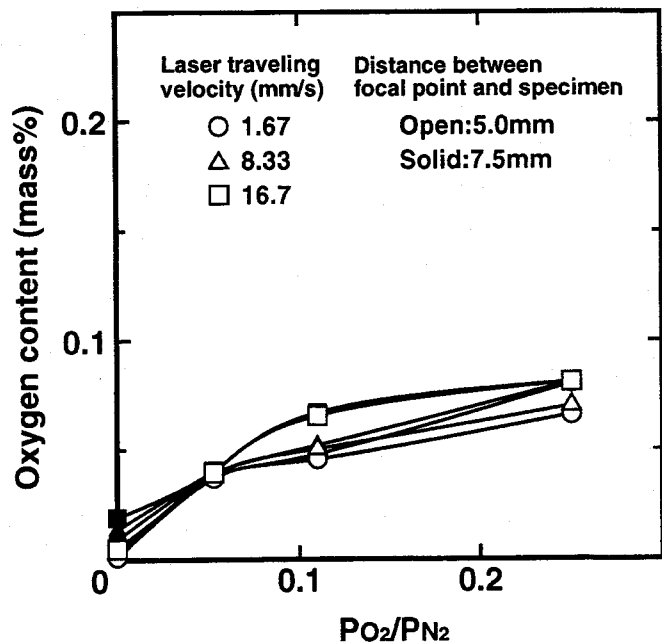 Laser traveling velocity (mm/s)
○ 1.67
△ 8.33
□ 16.7
Distance between focal point and specimen
Open:5.0mm
Solid:7.5mm
Oxygen content (mass%)
0.2
0.1
0
0.1
0.2
PO2/PN2